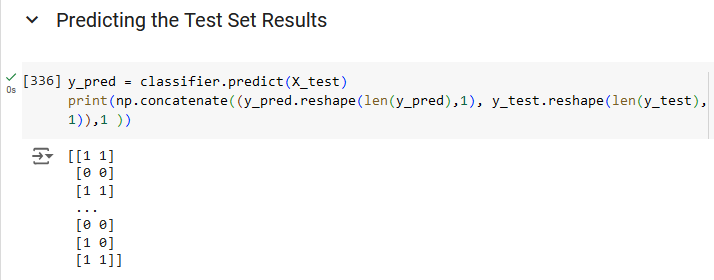 Predicting the Test Set Results
[336] y_pred = classifier.predict(X_test)
0s
print(np.concatenate((y_pred.reshape(len(y_pred),1), y_test.reshape(len(y_test),
1)),1 ))
[[1 1]
[0 0]
[1 1]
...
[0 0]
[1 0]
[1 1]]